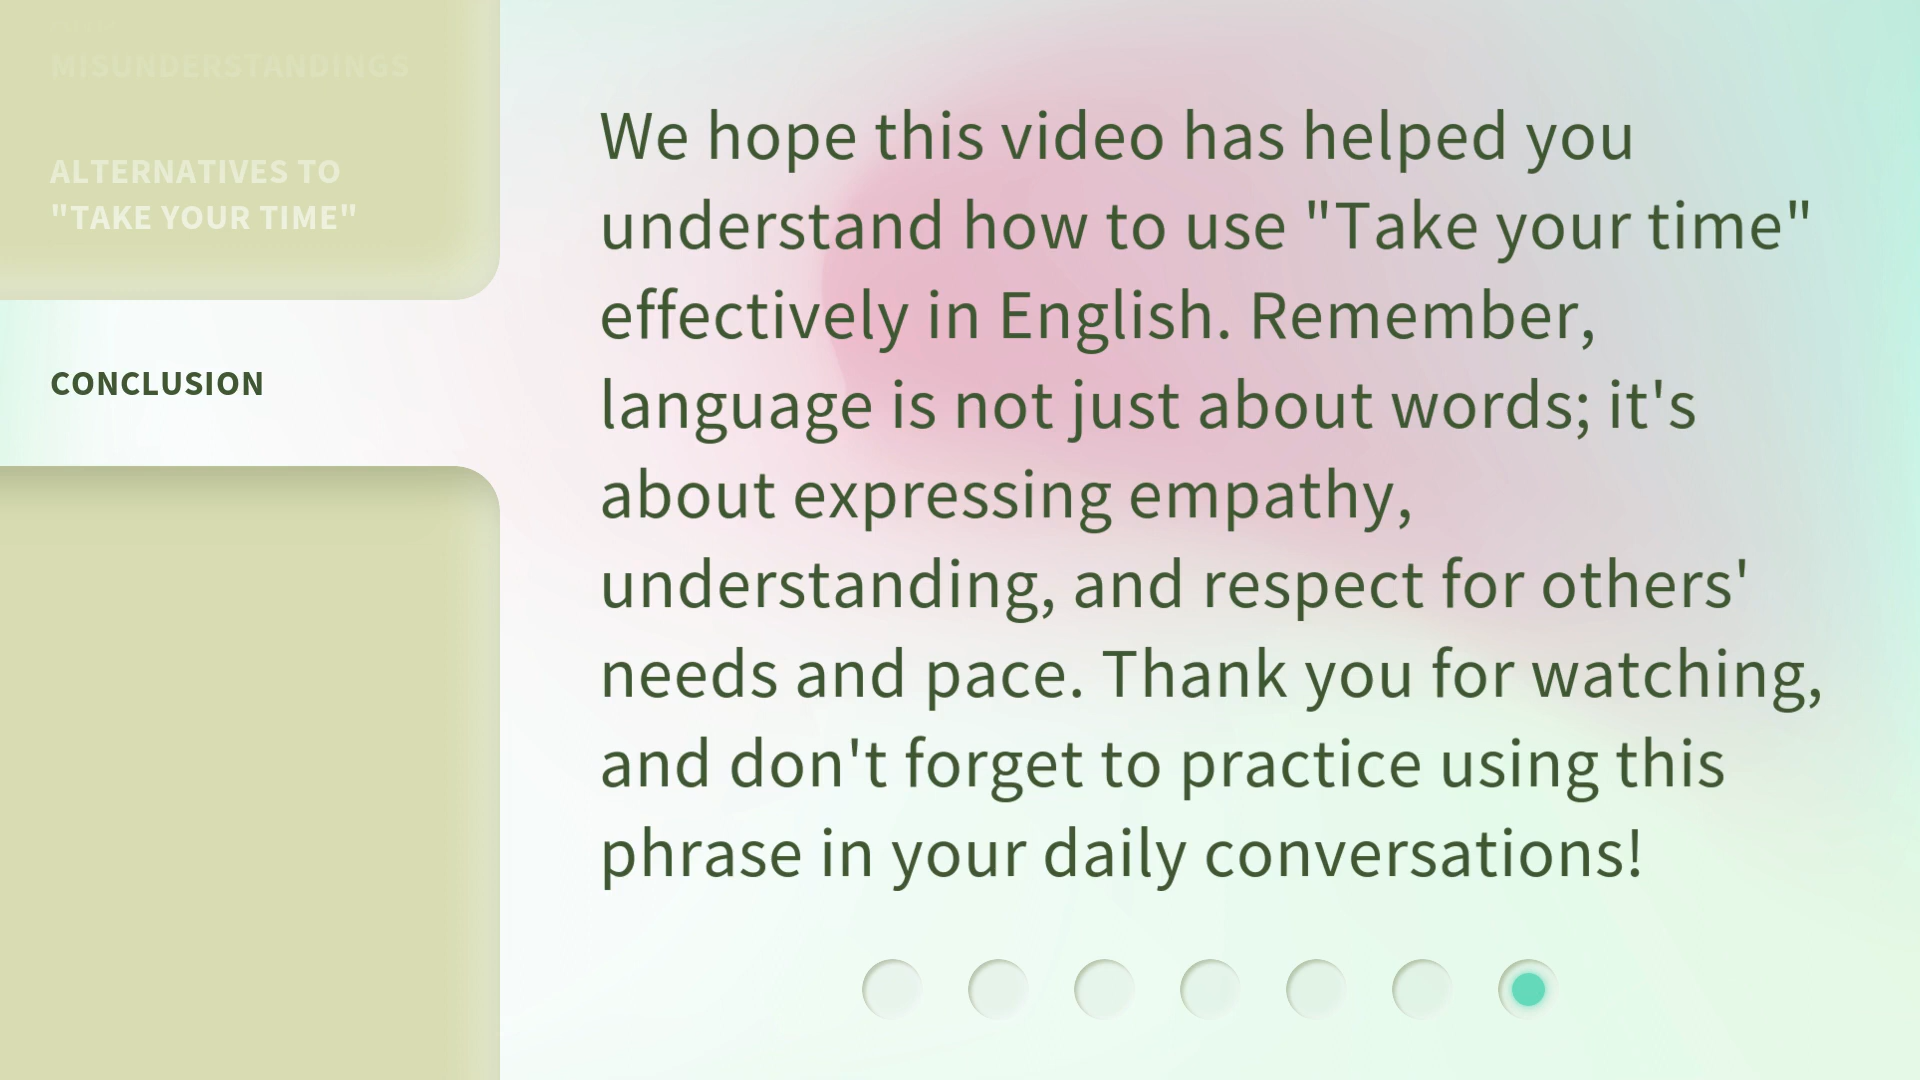 MISUNDERSTANDINGS
ALTERNATIVES TO
"TAKE YOUR TIME"
CONCLUSION
We hope this video has helped you
understand how to use "Take your time"
effectively in English. Remember,
language is not just about words; it's
about expressing empathy,
understanding, and respect for others'
needs and pace. Thank you for watching,
and don't forget to practice using this
phrase in your daily conversations!